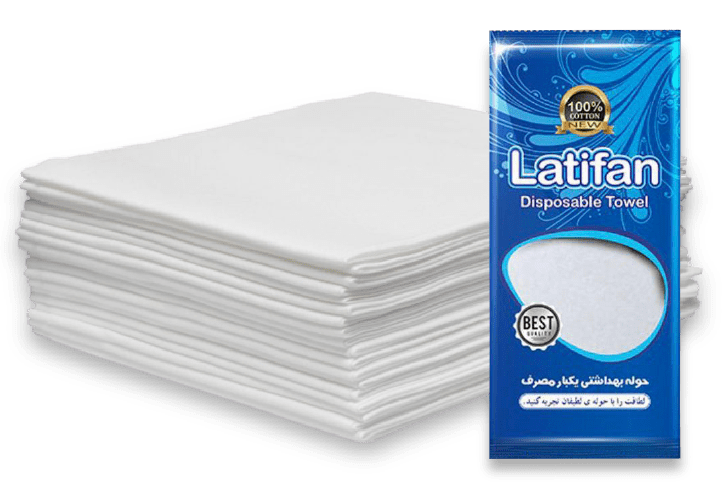 100%
COTTON
NEW
Latifan
Disposable Towel
BEST
QUALITY
حوله بهداشتی یکبار مصرف
لطافت را با حوله ی لطیفان تجربه کنید.